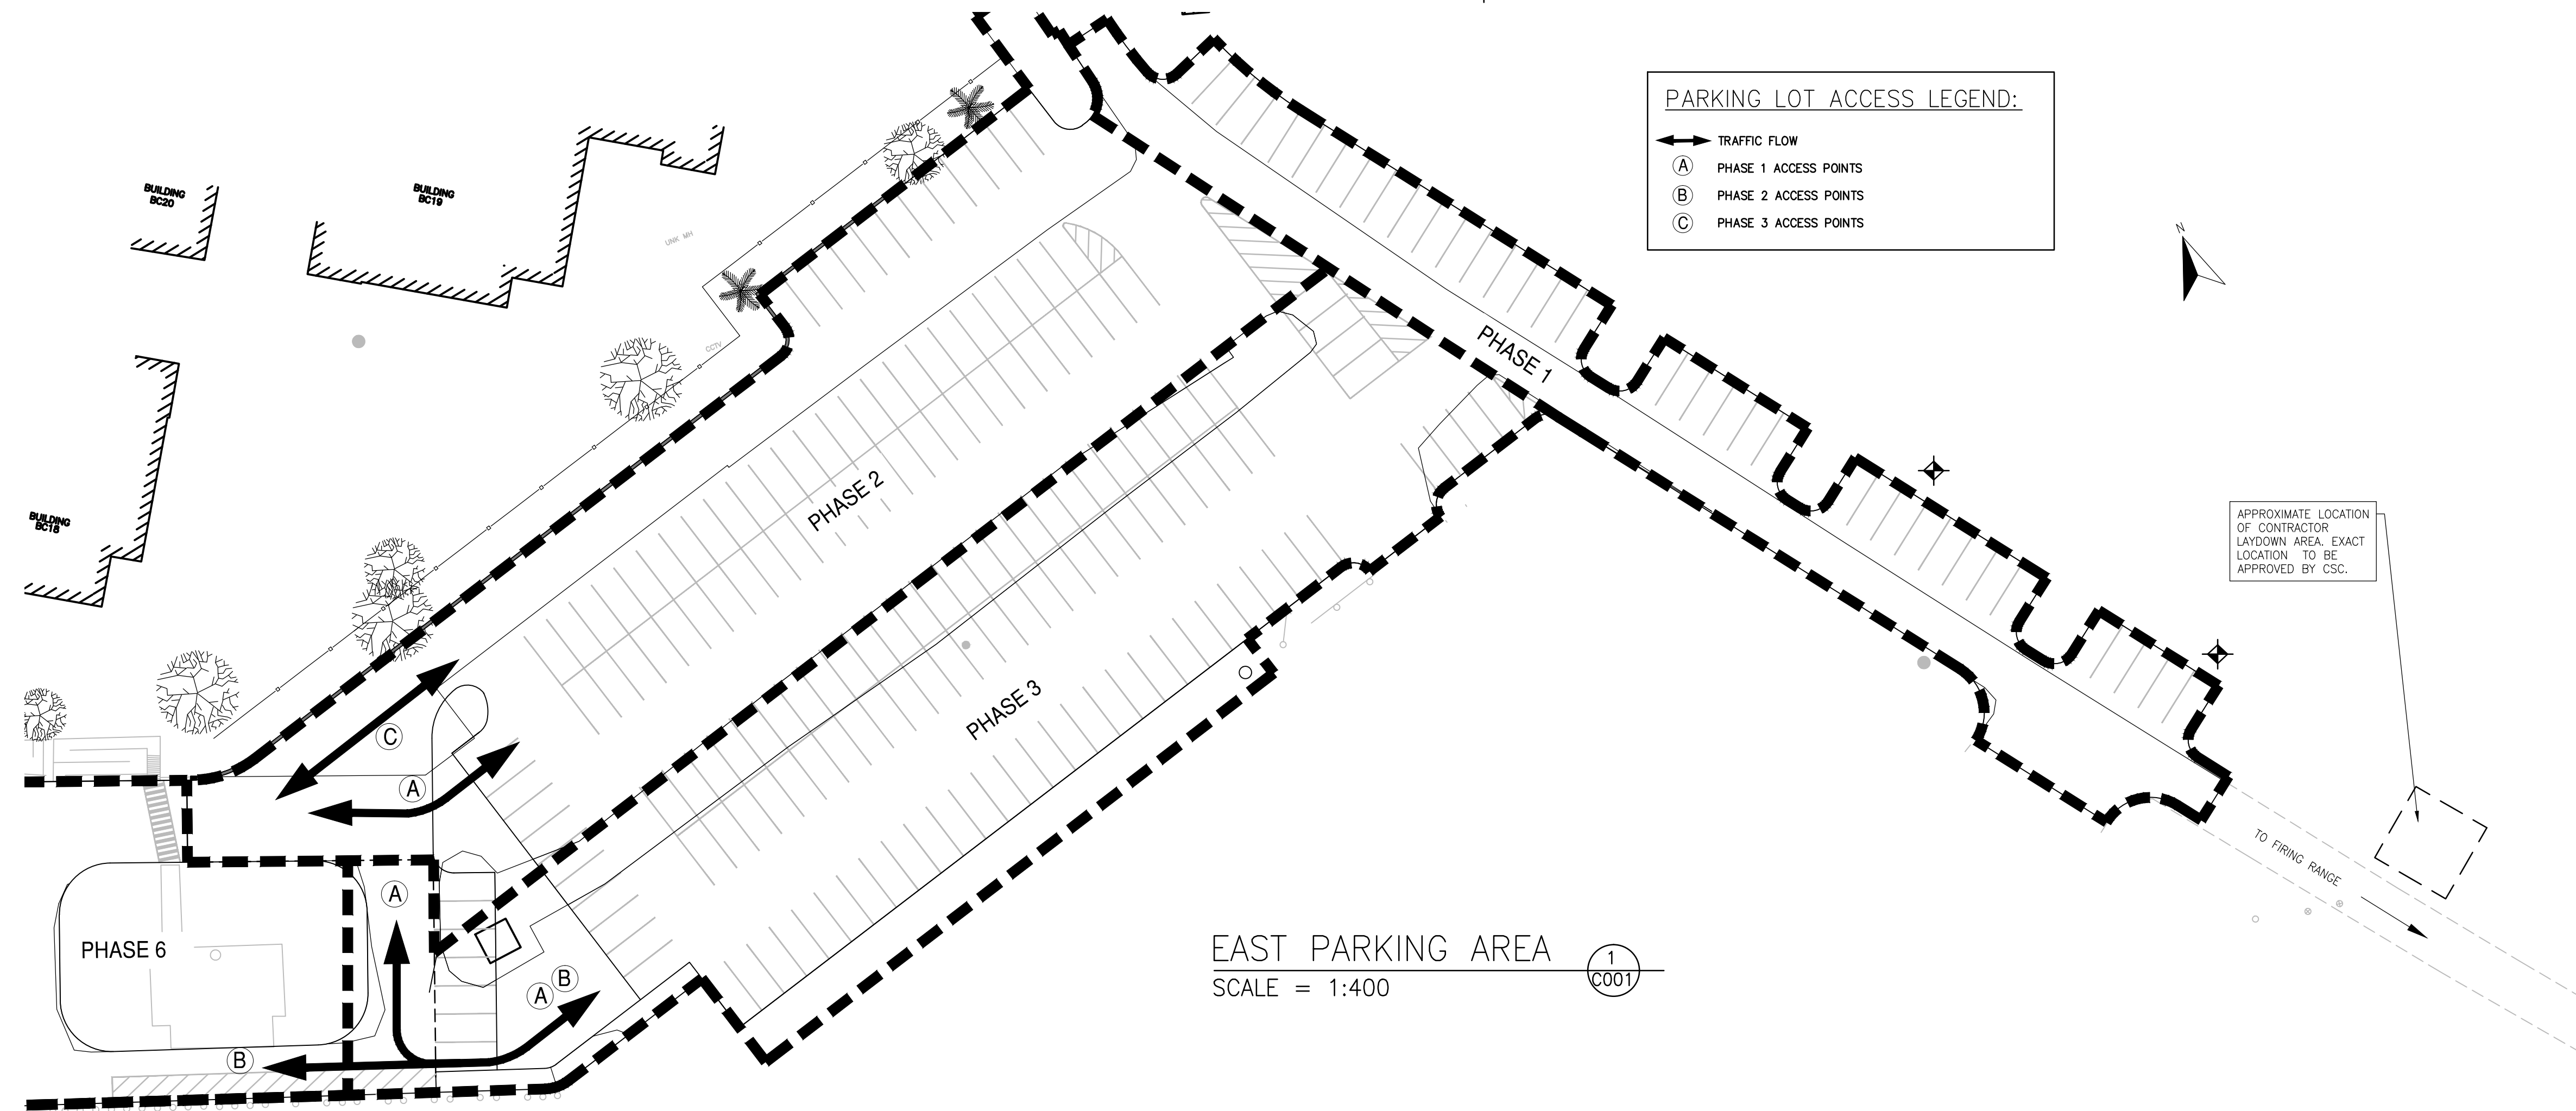 PARKING LOT ACCESS LEGEND:
TRAFFIC FLOW
A PHASE 1 ACCESS POINTS
B PHASE 2 ACCESS POINTS
C PHASE 3 ACCESS POINTS
N
BUILDING
BC20
BUILDING
BC19
UNK MH
CCTV
BUILDING
BC18
PHASE 1
PHASE 2
PHASE 3
APPROXIMATE LOCATION
OF CONTRACTOR
LAYDOWN AREA. EXACT
LOCATION TO BE
APPROVED BY CSC.
TO FIRING RANGE
C
A
A
PHASE 6
B
A
B
EAST PARKING AREA
SCALE = 1:400
1
C001